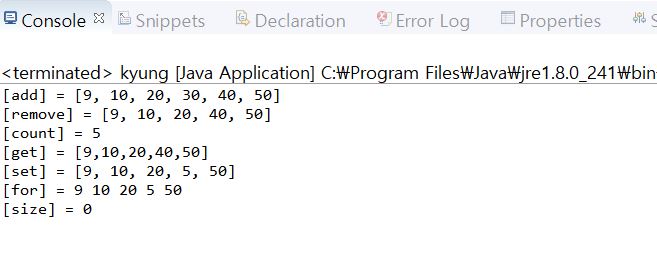 Console Snippets Declaration Error Log Properties S
<terminated> kyung [Java Application] C:₩Program Files₩Java₩jre1.8.0_241₩bin
[add] = [9, 10, 20, 30, 40, 50]
[remove] = [9, 10, 20, 40, 50]
[count] = 5
[get] = [9,10,20,40,50]
[set] = [9, 10, 20, 5, 50]
[for] = 9 10 20 5 50
[size] = 0